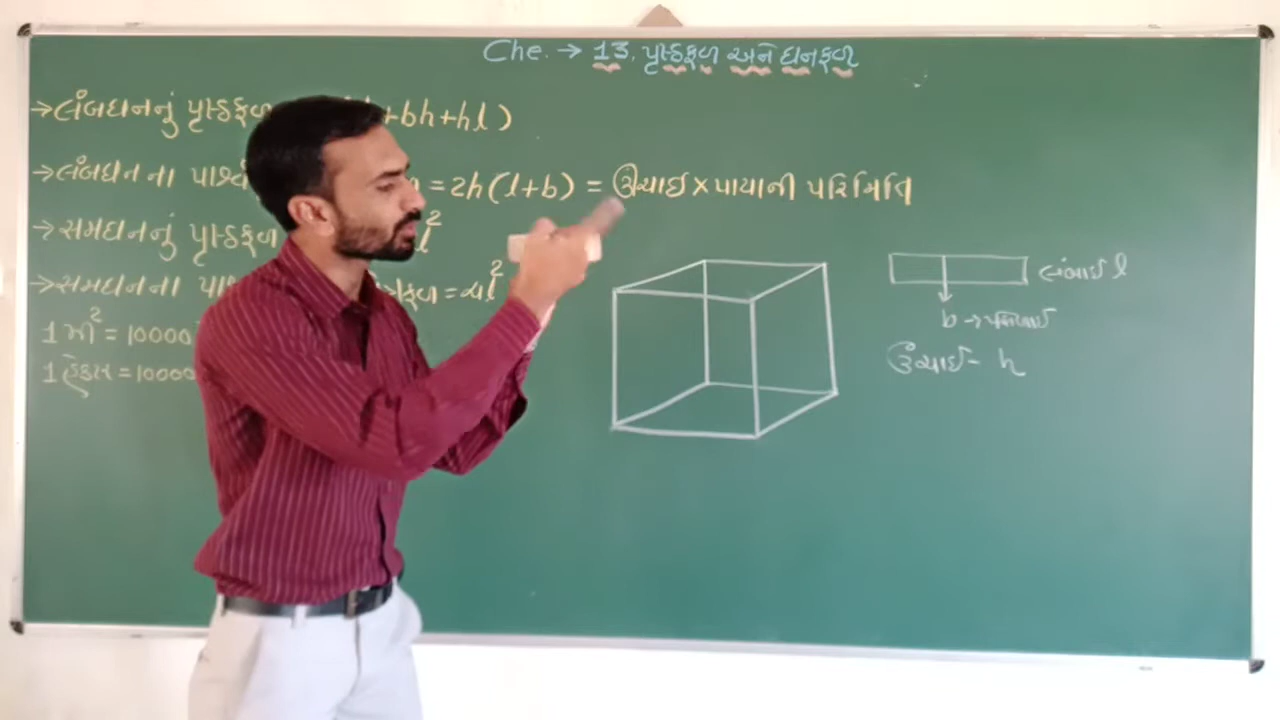 Che. → 13. પૃષ્ઠફળ અને ઘનફળ
→ લંબઘનનું પૃષ્ઠફળ + bh + hl)
→ લંબઘન ના = 2h (l+b) = ઊંચાઇ × પાયાની પરિમિતિ
→ સમઘનનું પૃષ્ઠફળ l²
→ સમઘનના = 4l²
1 મી² = 10000
1 હેક્ટર = 10000
લંબાઈ l
b → પહોળાઈ
ઊંચાઈ - h